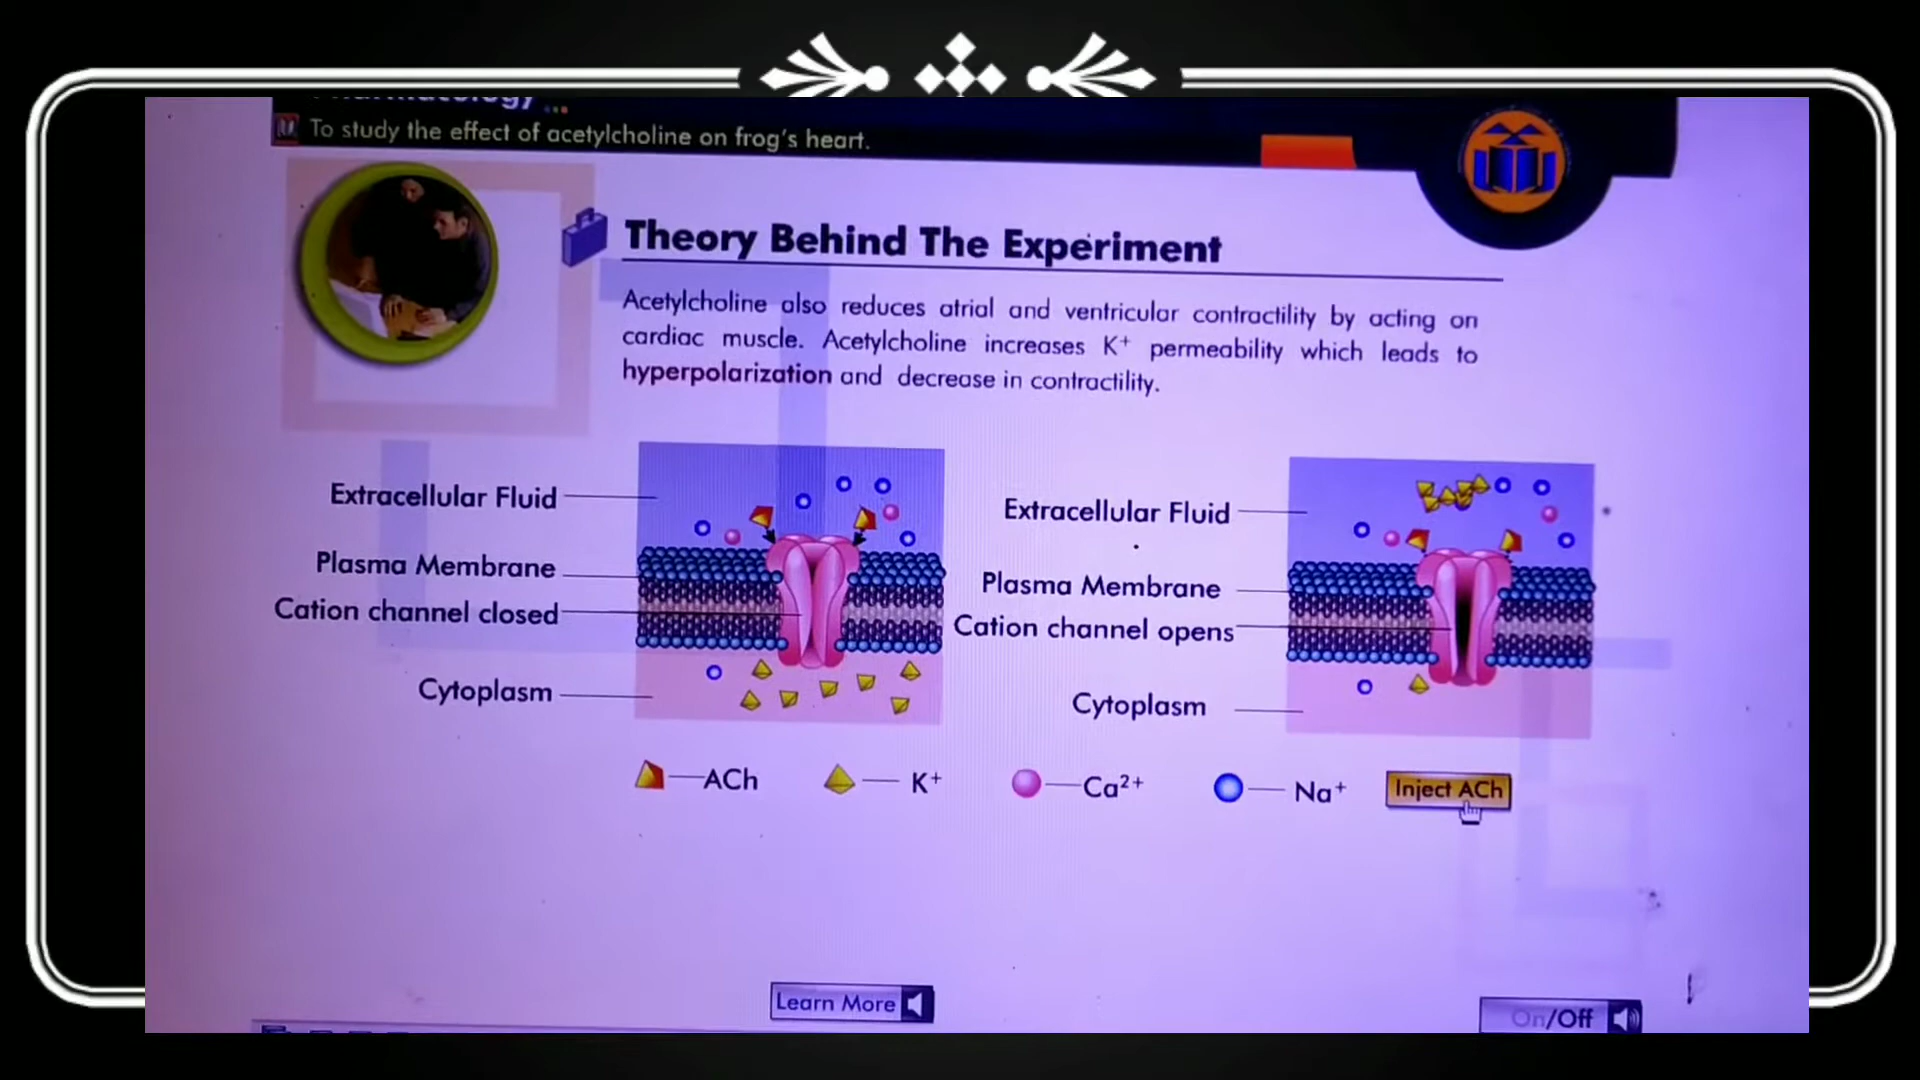 To study the effect of acetylcholine on frog's heart.
Theory Behind The Experiment
Acetylcholine also reduces atrial and ventricular contractility by acting on
cardiac muscle. Acetylcholine increases K⁺ permeability which leads to
hyperpolarization and decrease in contractility.
Extracellular Fluid
Plasma Membrane
Cation channel closed
Cytoplasm
Extracellular Fluid
Plasma Membrane
Cation channel opens
Cytoplasm
ACh
K⁺
Ca²⁺
Na⁺
Inject ACh
Learn More
On/Off